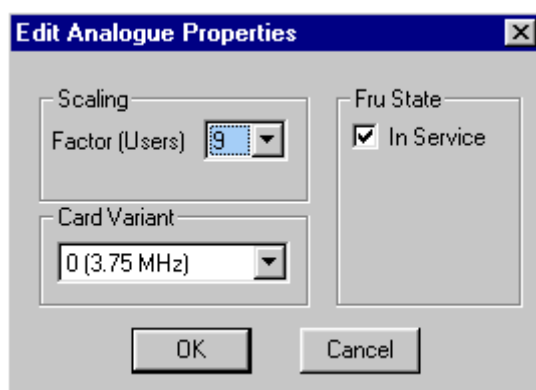 Edit Analogue Properties
Scaling
Factor (Users) 9
Fru State
In Service
Card Variant
0 (3.75 MHz)
OK Cancel